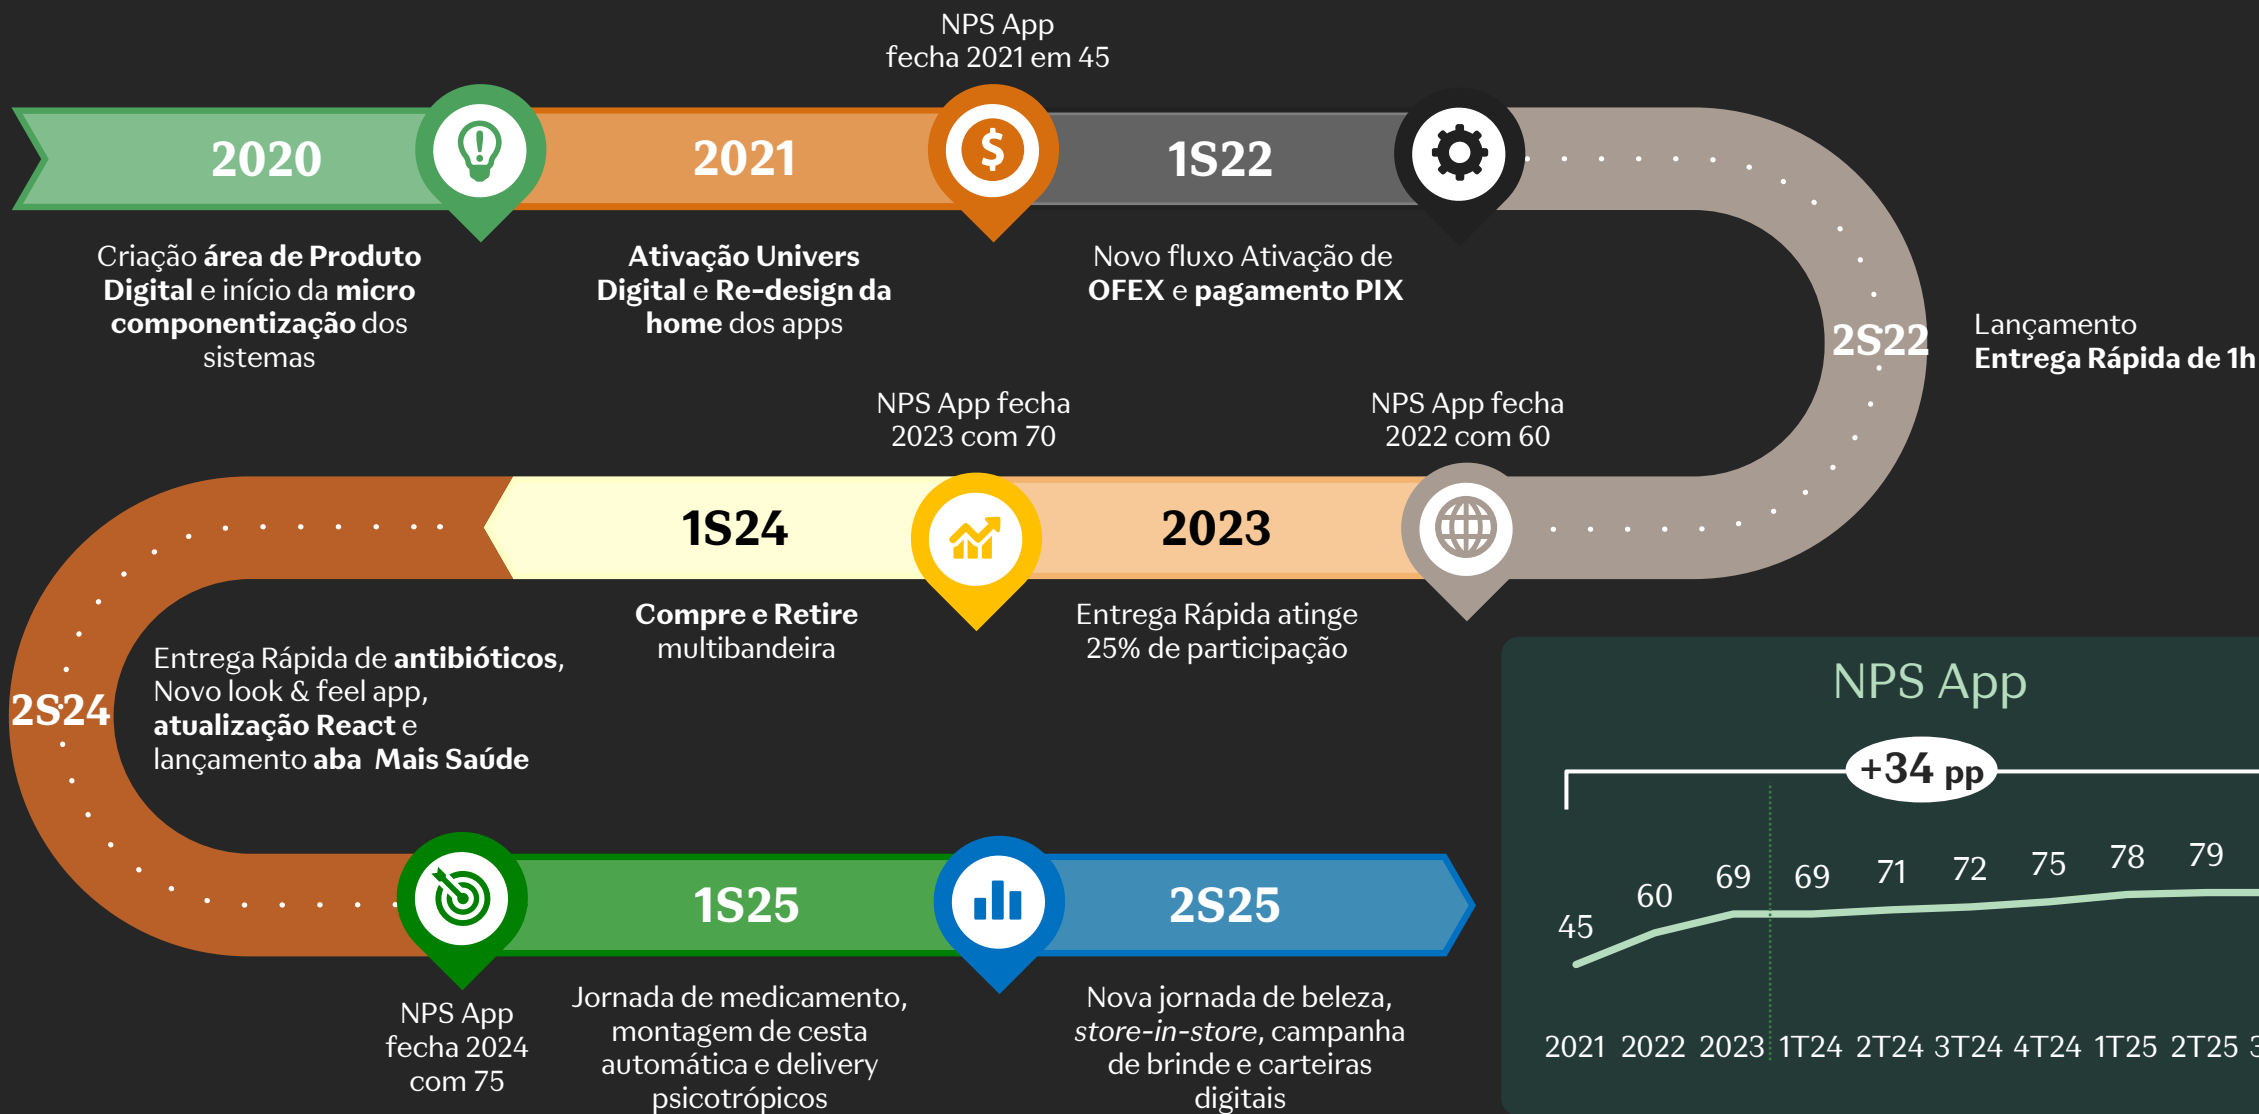 NPS App
fecha 2021 em 45
2020
2021
1S22
Criação área de Produto
Digital e início da micro
componentização dos
sistemas
Ativação Univers
Digital e Re-design da
home dos apps
Novo fluxo Ativação de
OFEX e pagamento PIX
2S22
Lançamento
Entrega Rápida de 1h
NPS App fecha
2023 com 70
NPS App fecha
2022 com 60
1S24
2023
Compre e Retire
multibandeira
Entrega Rápida atinge
25% de participação
2S24
Entrega Rápida de antibióticos,
Novo look & feel app,
atualização React e
lançamento aba Mais Saúde
1S25
2S25
NPS App
fecha 2024
com 75
Jornada de medicamento,
montagem de cesta
automática e delivery
psicotrópicos
Nova jornada de beleza,
store-in-store, campanha
de brinde e carteiras
digitais
NPS App
+34 pp
45 60 69 69 71 72 75 78 79
2021 2022 2023 1T24 2T24 3T24 4T24 1T25 2T25